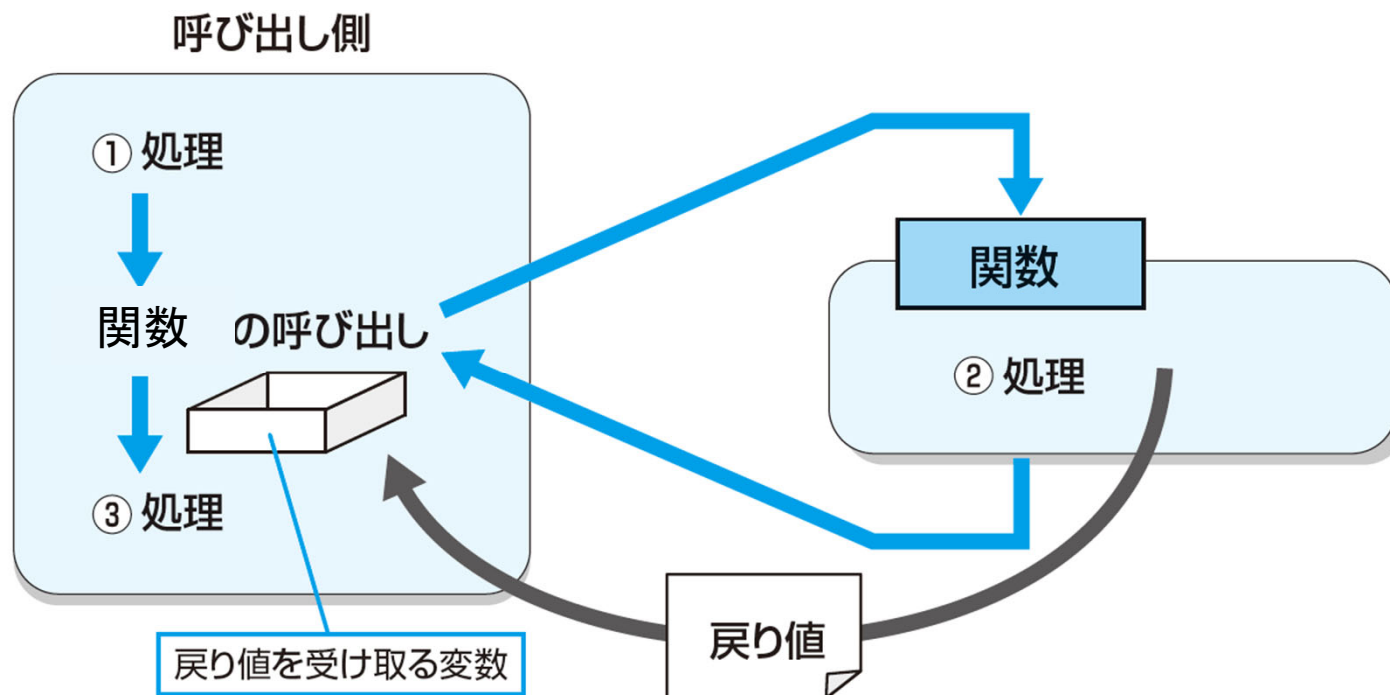 呼び出し側
① 処理
関数 の呼び出し
③ 処理
戻り値を受け取る変数
関数
② 処理
戻り値